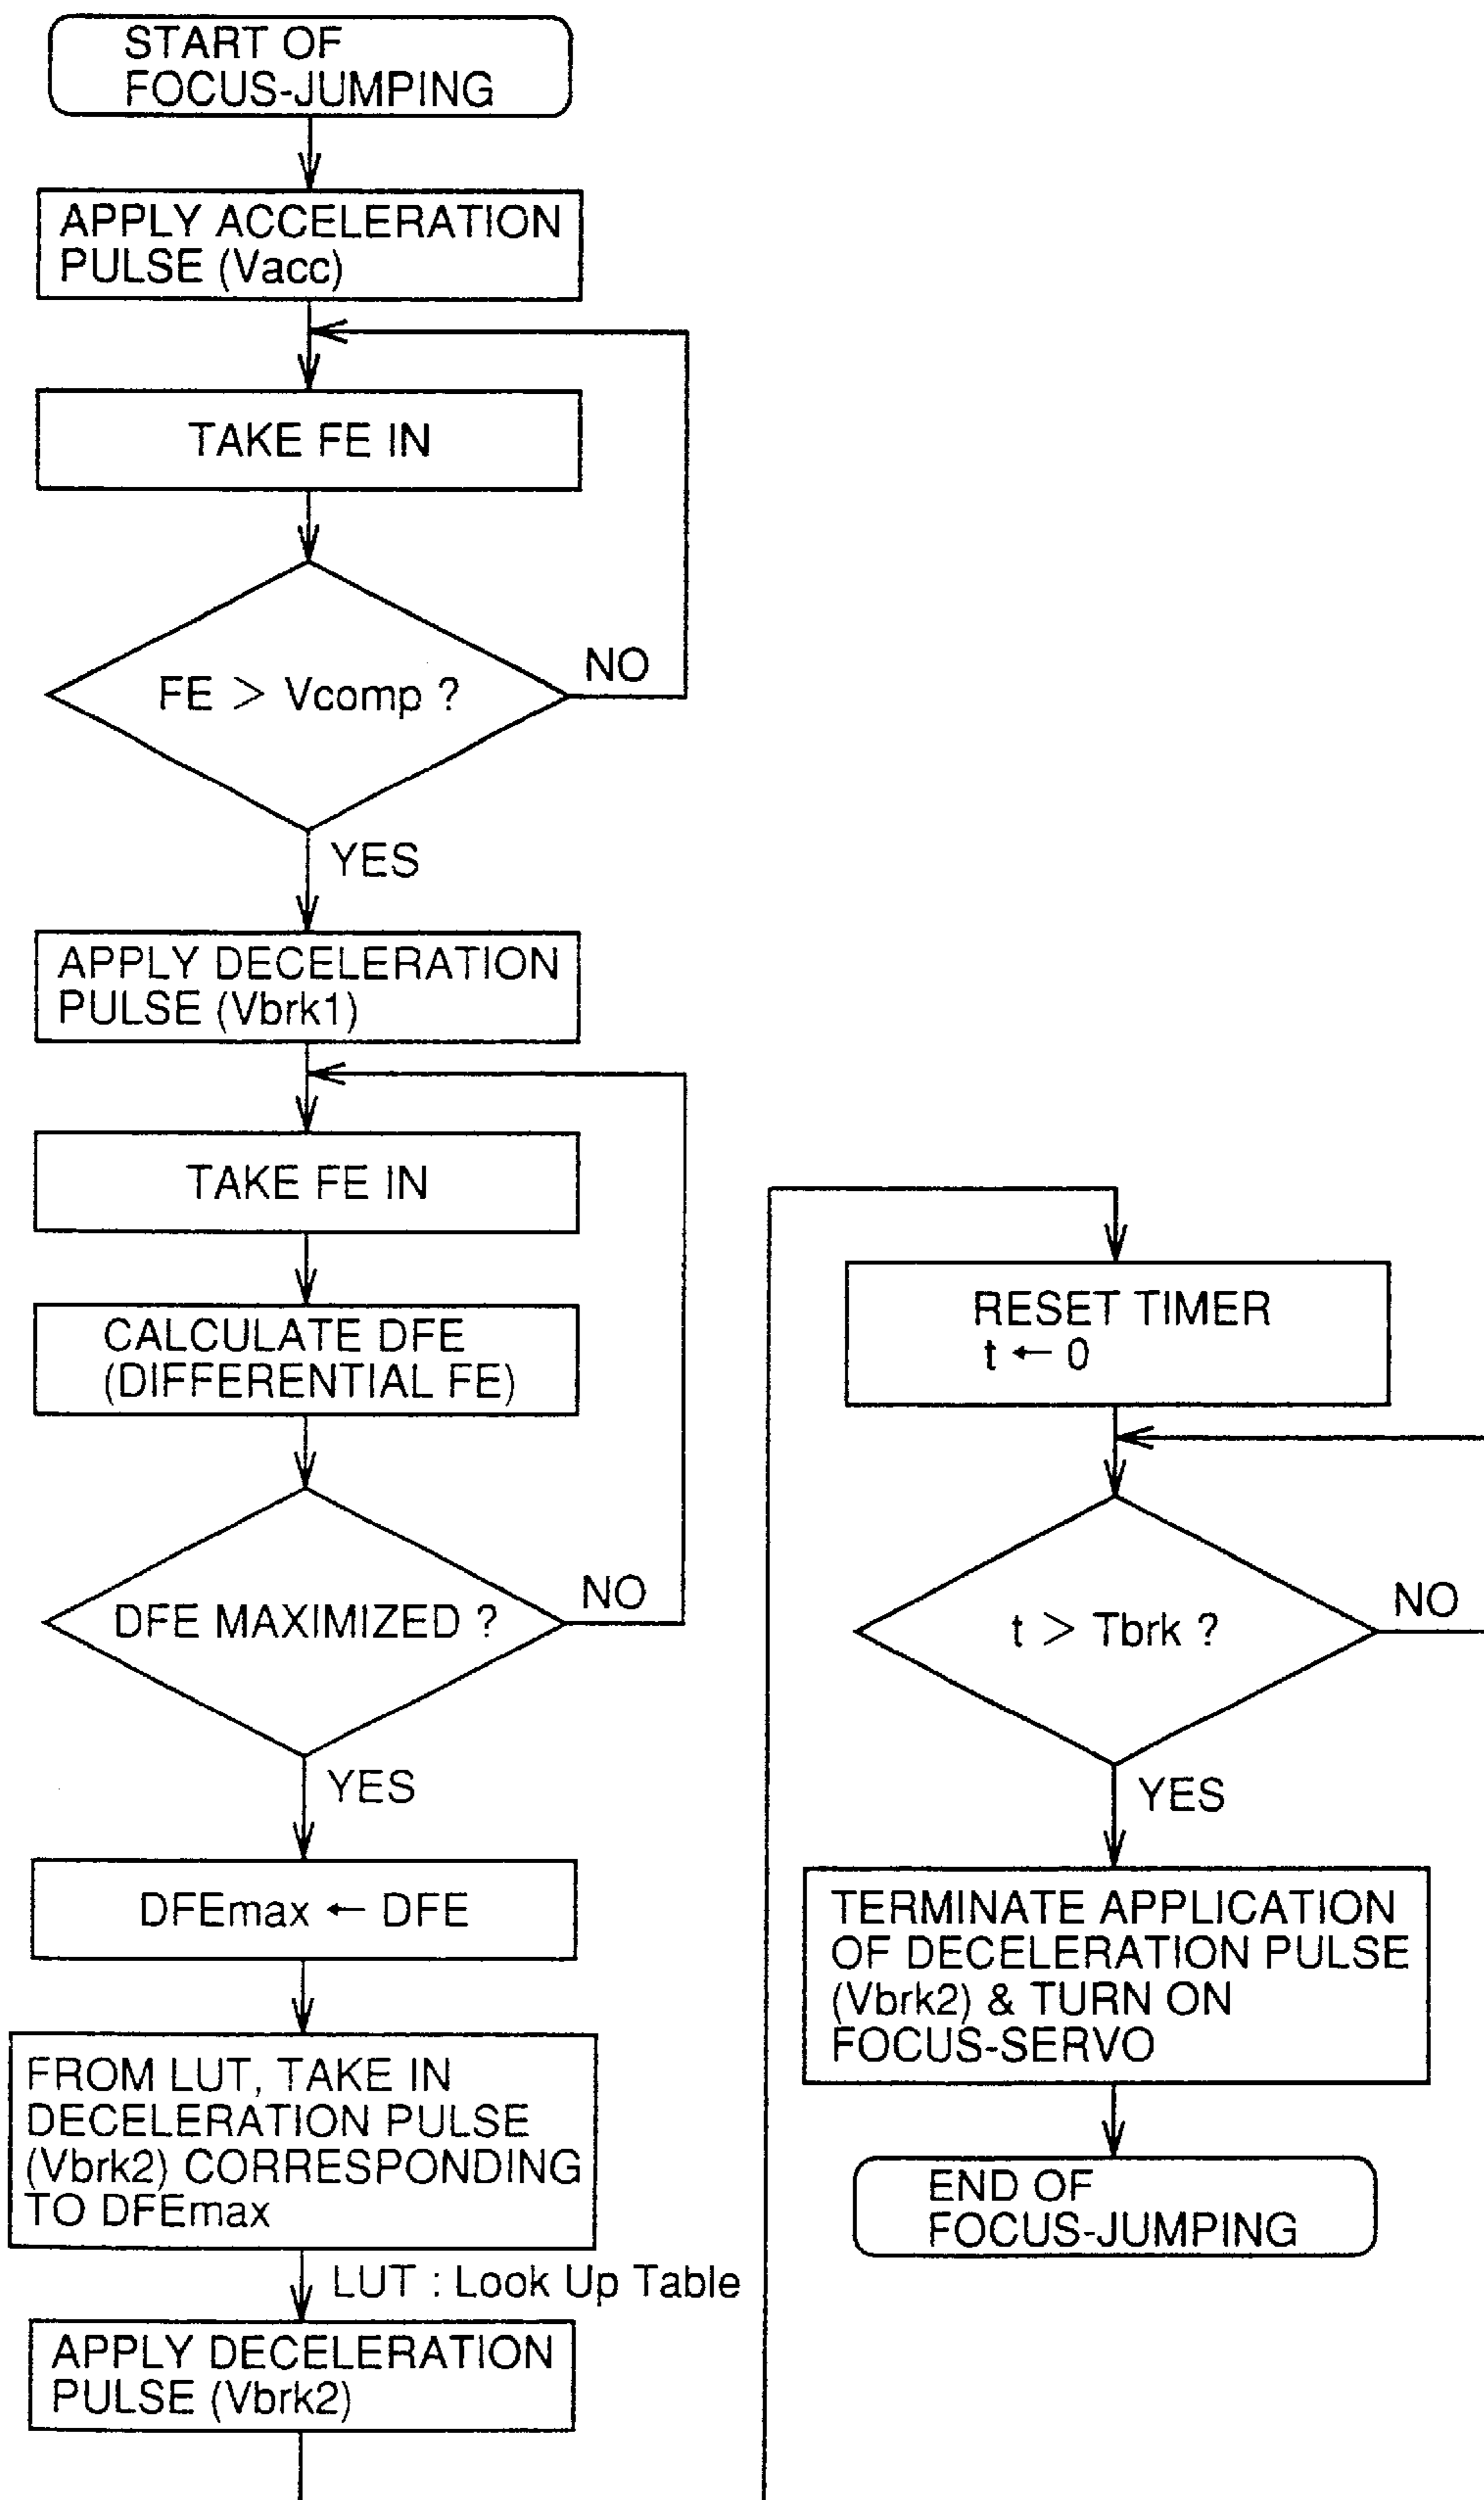 START OF
FOCUS-JUMPING
APPLY ACCELERATION
PULSE (Vacc)
TAKE FE IN
FE > Vcomp ?
NO
YES
APPLY DECELERATION
PULSE (Vbrk1)
TAKE FE IN
CALCULATE DFE
(DIFFERENTIAL FE)
DFE MAXIMIZED ?
NO
YES
DFEmax ← DFE
FROM LUT, TAKE IN
DECELERATION PULSE
(Vbrk2) CORRESPONDING
TO DFEmax
LUT : Look Up Table
APPLY DECELERATION
PULSE (Vbrk2)
RESET TIMER
t ← 0
t > Tbrk ?
NO
YES
TERMINATE APPLICATION
OF DECELERATION PULSE
(Vbrk2) & TURN ON
FOCUS-SERVO
END OF
FOCUS-JUMPING